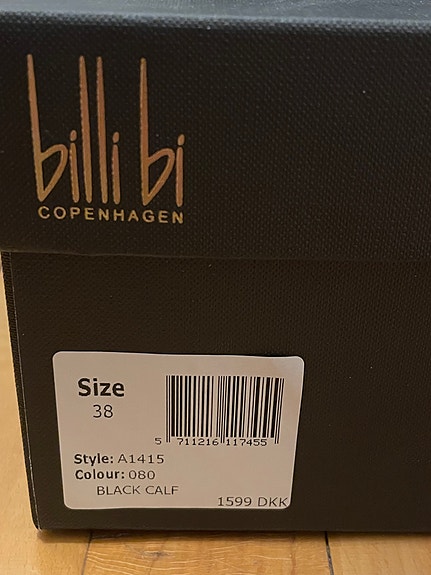 billi bi
COPENHAGEN
Size
38
5 711216 117455
Style: A1415
Colour: 080
BLACK CALF
1599 DKK